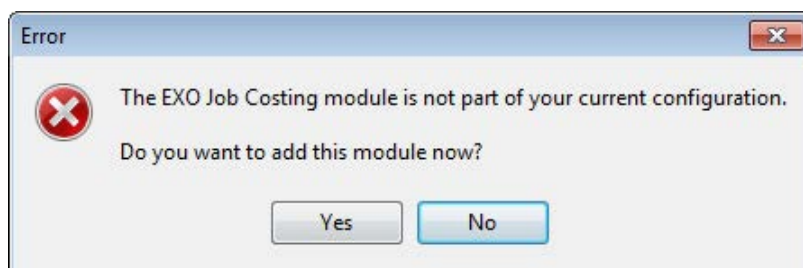 Error
The EXO Job Costing module is not part of your current configuration.
Do you want to add this module now?
Yes
No